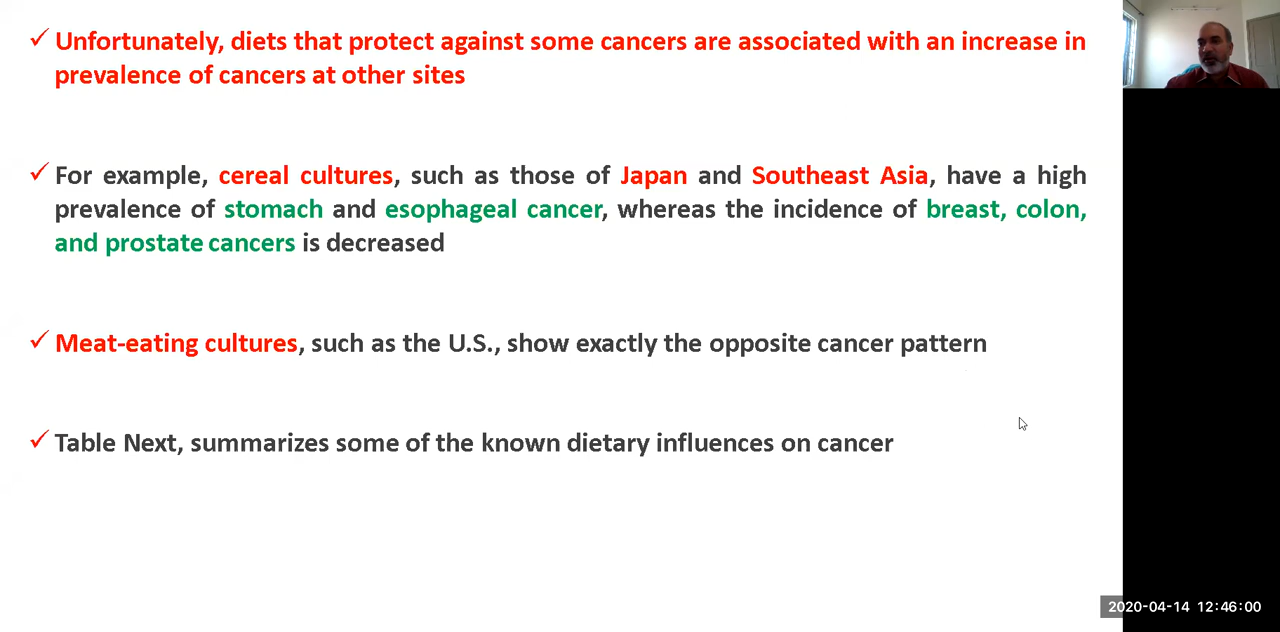 ✓ Unfortunately, diets that protect against some cancers are associated with an increase in
prevalence of cancers at other sites
✓ For example, cereal cultures, such as those of Japan and Southeast Asia, have a high
prevalence of stomach and esophageal cancer, whereas the incidence of breast, colon,
and prostate cancers is decreased
✓ Meat-eating cultures, such as the U.S., show exactly the opposite cancer pattern
✓ Table Next, summarizes some of the known dietary influences on cancer
2020-04-14 12:46:00